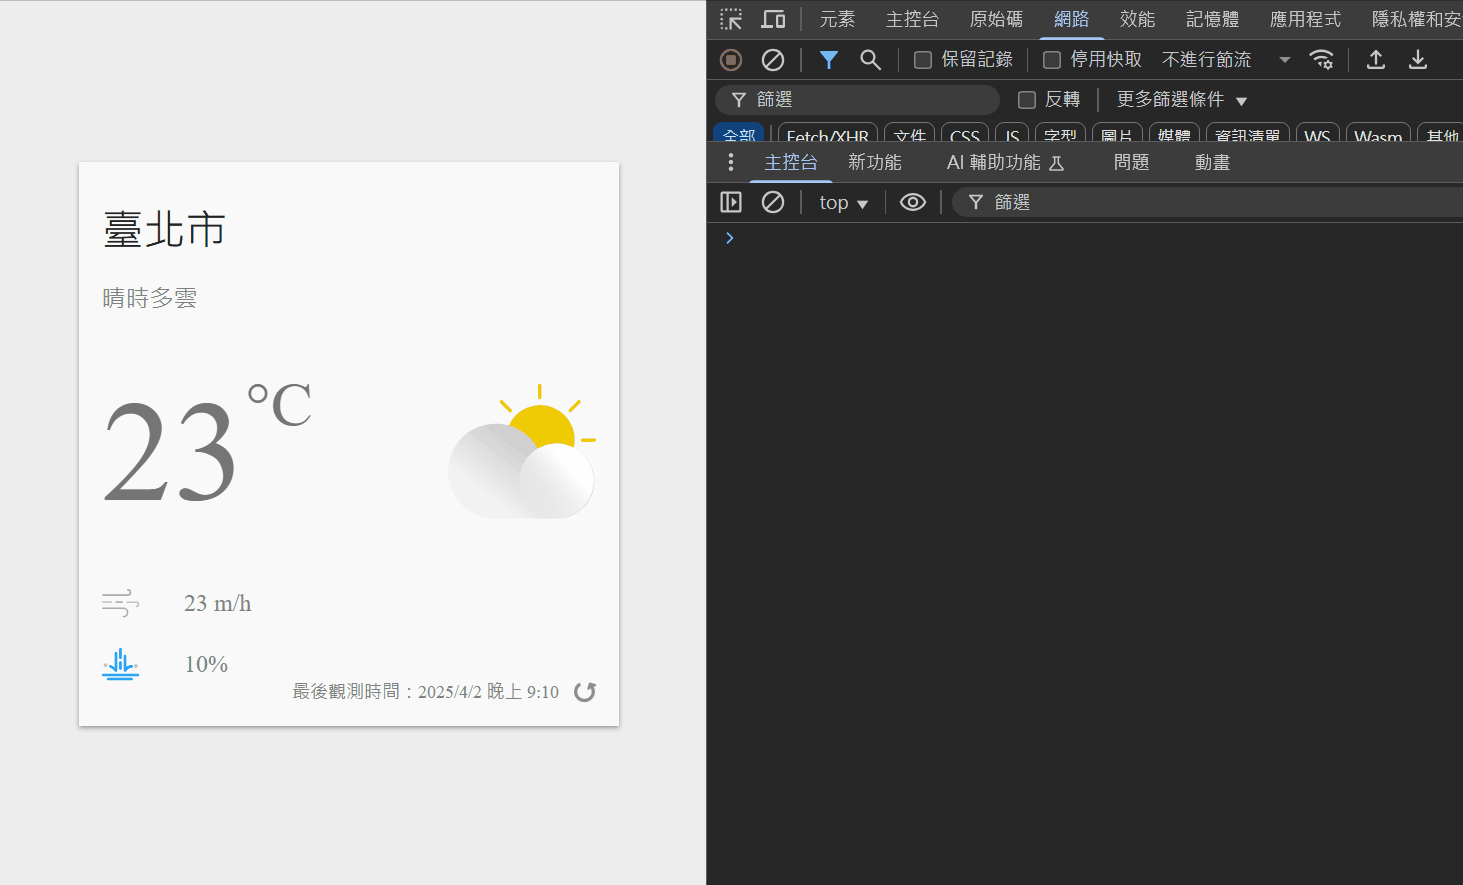 臺北市
晴時多雲
23 °C
23 m/h
10%
最後觀測時間：2025/4/2 晚上 9:10
元素 主控台 原始碼 網路 效能 記憶體 應用程式 隱私權和安
保留記錄 停用快取 不進行節流
篩選 反轉 更多篩選條件
全部 Fetch/XHR 文件 CSS JS 字型 圖片 媒體 資訊清單 WS Wasm 其他
主控台 新功能 AI 輔助功能 問題 動畫
top 篩選